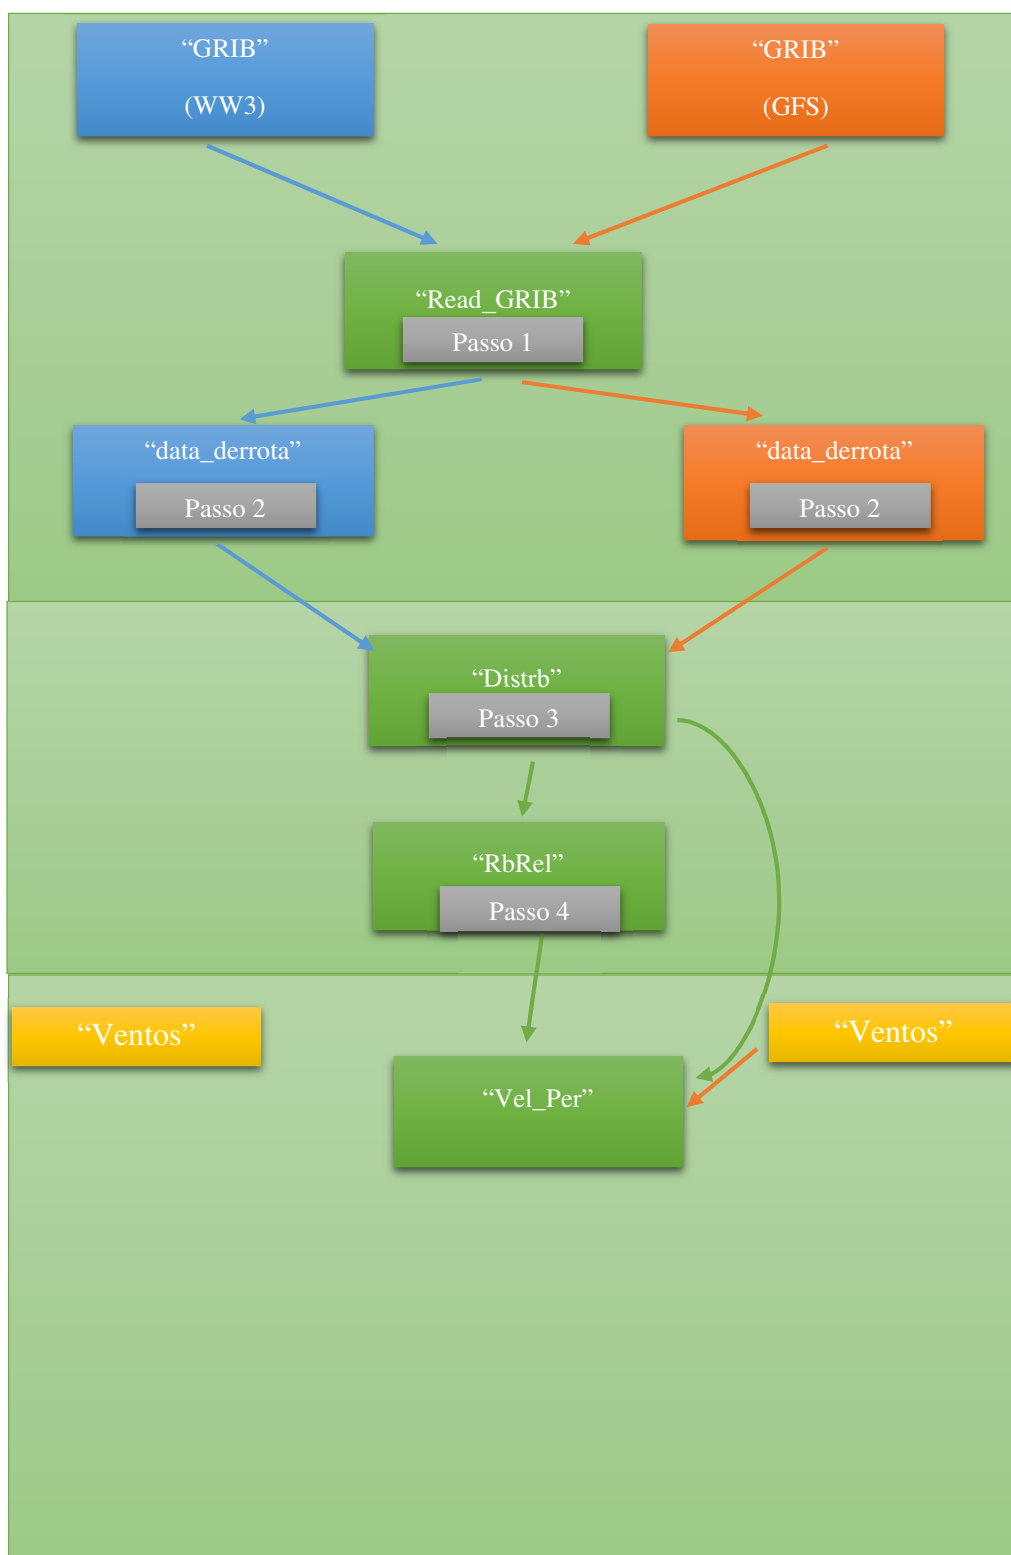 “GRIB”
(WW3)
“GRIB”
(GFS)
“Read_GRIB”
Passo 1
“data_derrota”
Passo 2
“data_derrota”
Passo 2
“Distrb”
Passo 3
“RbRel”
Passo 4
“Ventos”
“Ventos”
“Vel_Per”